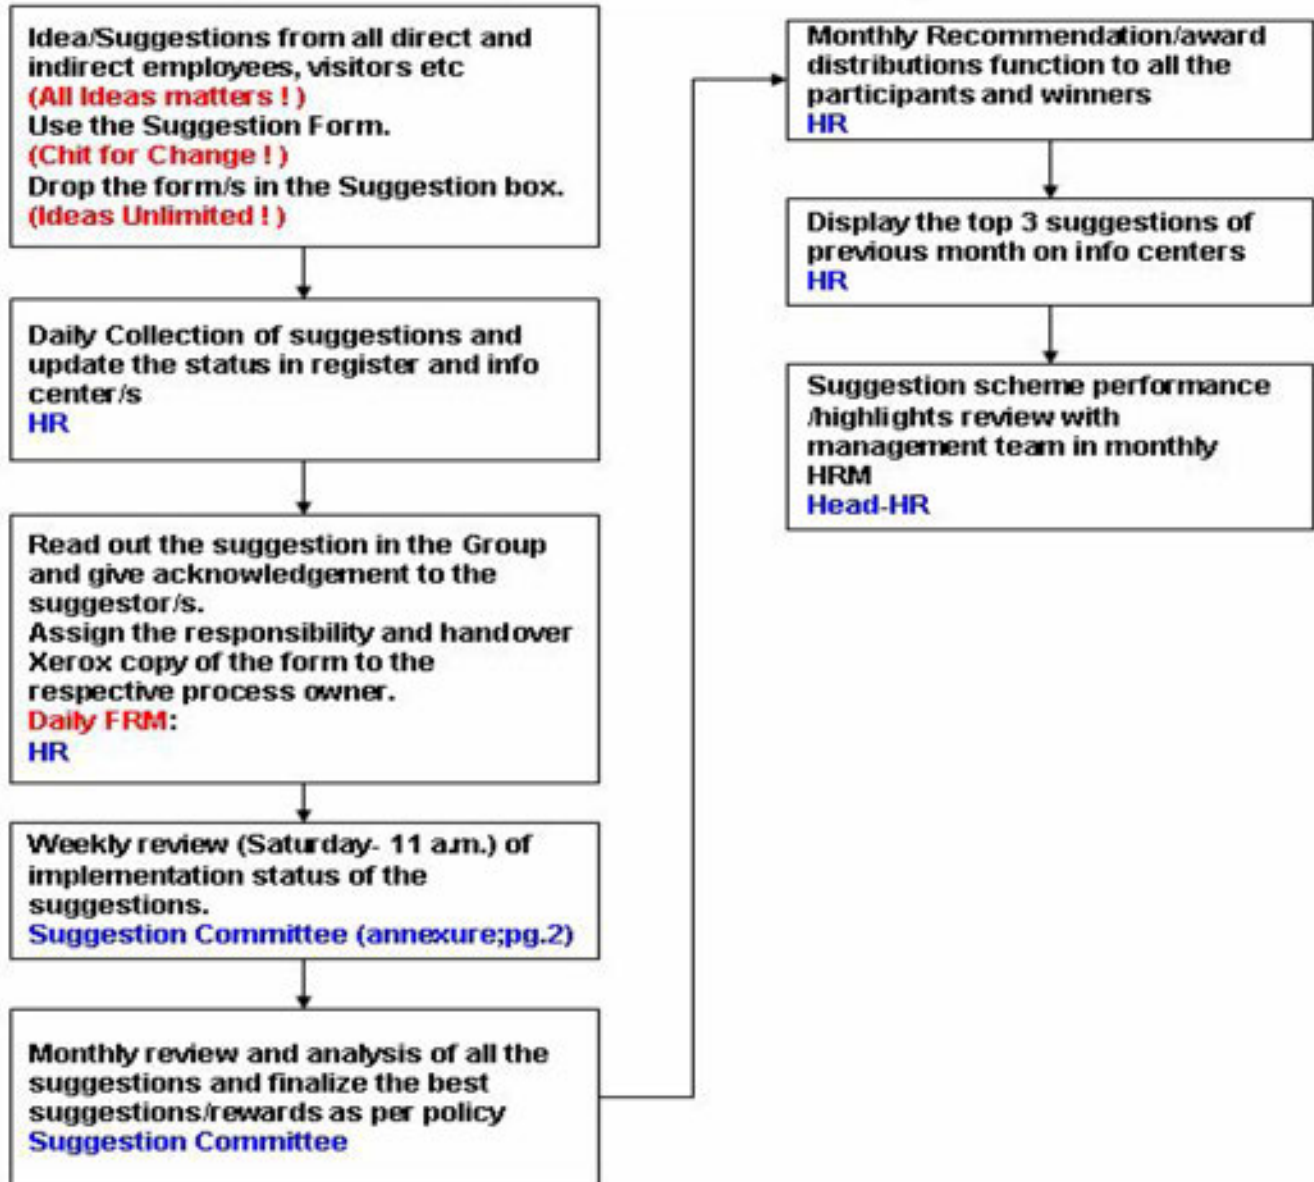 Idea/Suggestions from all direct and
indirect employees, visitors etc
(All Ideas matters ! )
Use the Suggestion Form.
(Chit for Change ! )
Drop the form/s in the Suggestion box.
(Ideas Unlimited ! )
Daily Collection of suggestions and
update the status in register and info
center/s
HR
Read out the suggestion in the Group
and give acknowledgement to the
suggestor/s.
Assign the responsibility and handover
Xerox copy of the form to the
respective process owner.
Daily FRM:
HR
Weekly review (Saturday- 11 a.m.) of
implementation status of the
suggestions.
Suggestion Committee (annexure;pg.2)
Monthly review and analysis of all the
suggestions and finalize the best
suggestions/rewards as per policy
Suggestion Committee
Monthly Recommendation/award
distributions function to all the
participants and winners
HR
Display the top 3 suggestions of
previous month on info centers
HR
Suggestion scheme performance
/highlights review with
management team in monthly
HRM
Head-HR